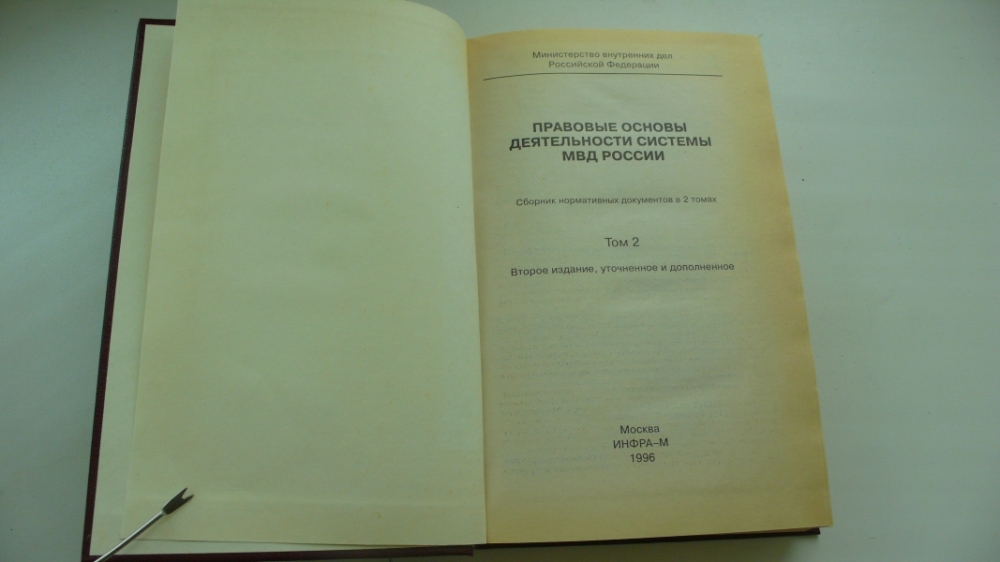 Министерство внутренних дел
Российской Федерации
ПРАВОВЫЕ ОСНОВЫ
ДЕЯТЕЛЬНОСТИ СИСТЕМЫ
МВД РОССИИ
Сборник нормативных документов в 2 томах
Том 2
Второе издание, уточненное и дополненное
Москва
ИНФРА–М
1996